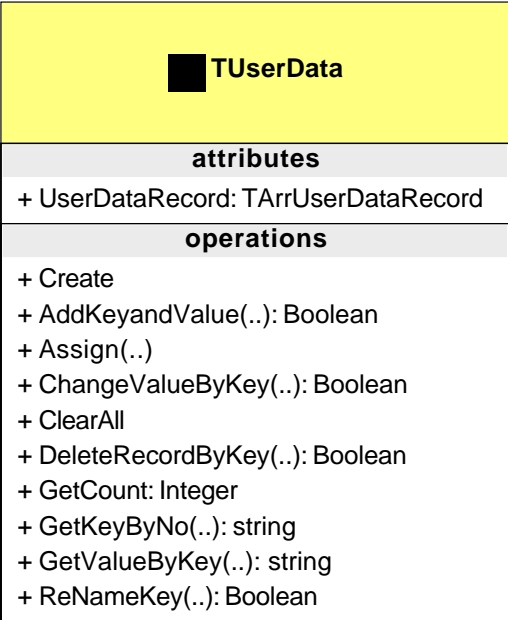 TUserData
attributes
+ UserDataRecord: TArrUserDataRecord
operations
+ Create
+ AddKeyandValue(..): Boolean
+ Assign(..)
+ ChangeValueByKey(..): Boolean
+ ClearAll
+ DeleteRecordByKey(..): Boolean
+ GetCount: Integer
+ GetKeyByNo(..): string
+ GetValueByKey(..): string
+ ReNameKey(..): Boolean